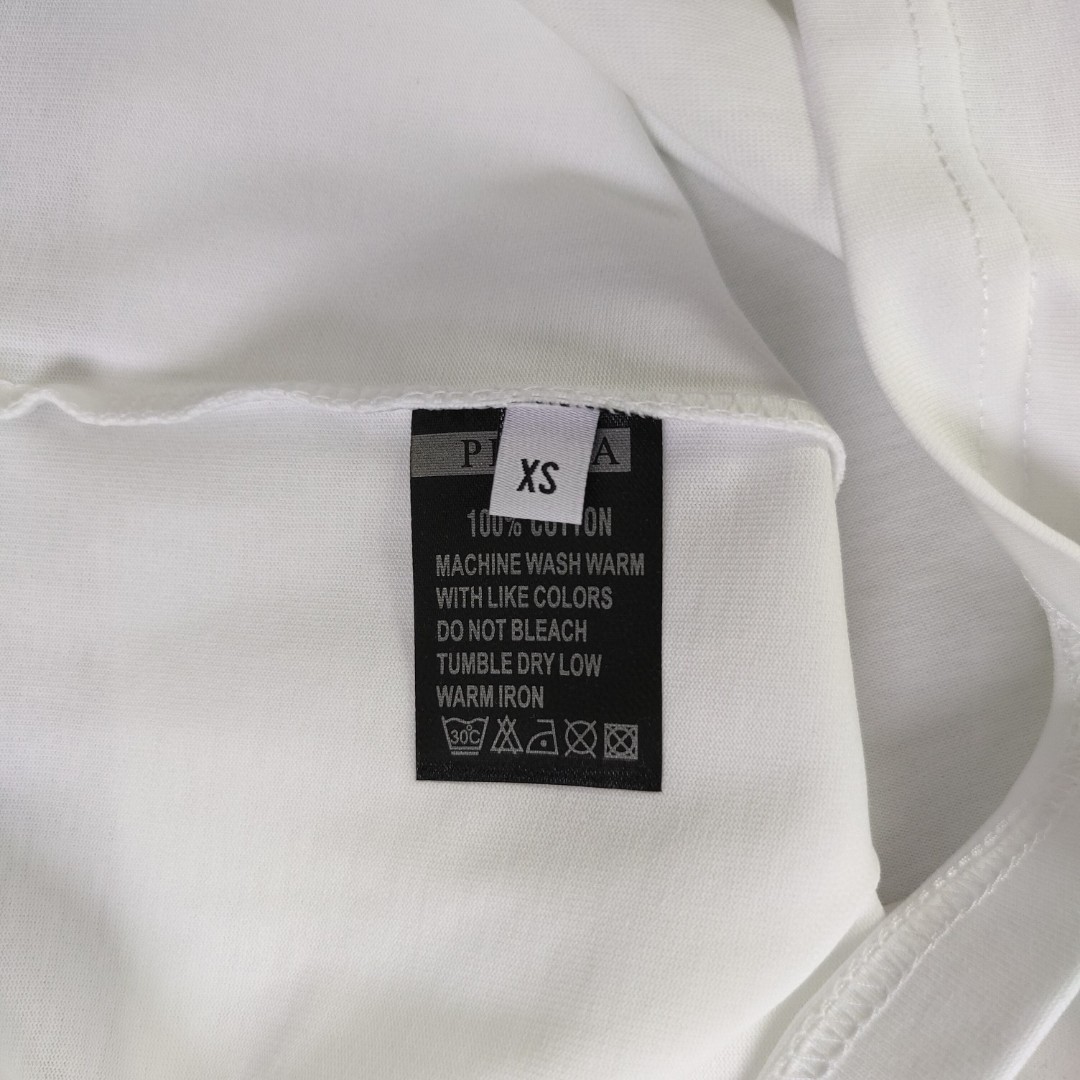 XS
100% COTTON
MACHINE WASH WARM
WITH LIKE COLORS
DO NOT BLEACH
TUMBLE DRY LOW
WARM IRON
30°C